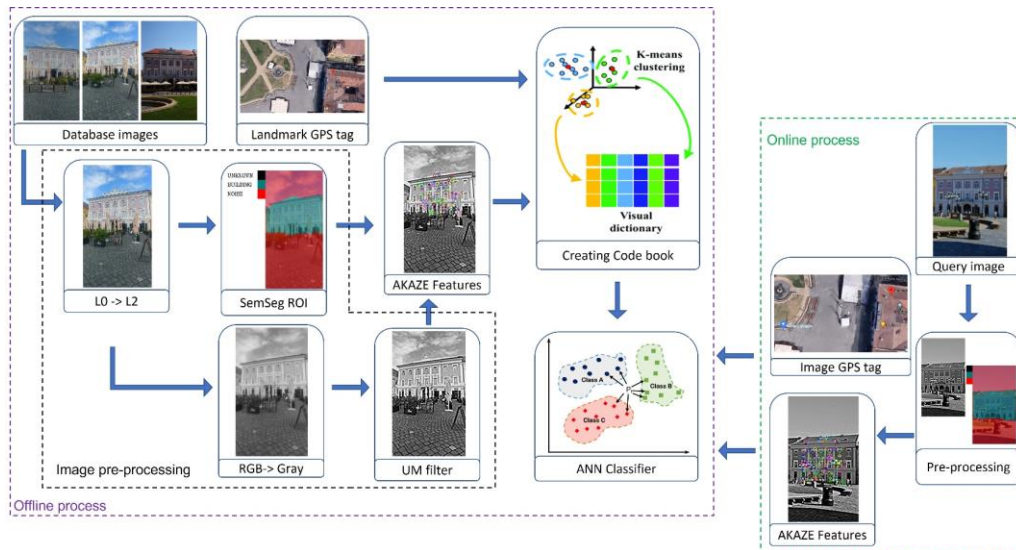 Database images
Landmark GPS tag
K-means
clustering
Visual
dictionary
Creating Code book
UNKNOWN
BUILDING
NOISE
L0 -> L2
SemSeg ROI
AKAZE Features
RGB-> Gray
UM filter
Image pre-processing
Offline process
Class A
Class B
Class C
ANN Classifier
Online process
Query image
Image GPS tag
Pre-processing
AKAZE Features